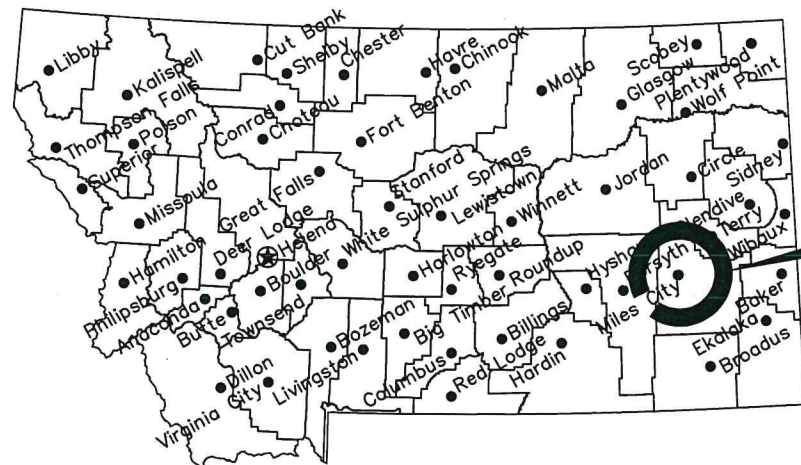 Libby
Cut Bank
Shelby
Chester
Havre
Chinook
Scobey
Plentywood
Kalispell
Malta
Glasgow
Wolf Point
Thompson Falls
Polson
Conrad
Choteau
Fort Benton
Superior
Great Falls
Stanford
Lewistown
Winnett
Jordan
Circle
Sidney
Missoula
Deer Lodge
Helena
White Sulphur Springs
Terry
Wibaux
Hamilton
Philipsburg
Anaconda
Butte
Boulder
Townsend
Harlowton
Ryegate
Roundup
Hysham
Miles City
Baker
Ekalaka
Broadus
Bozeman
Livingston
Big Timber
Columbus
Billings
Red Lodge
Hardin
Dillon
Virginia City